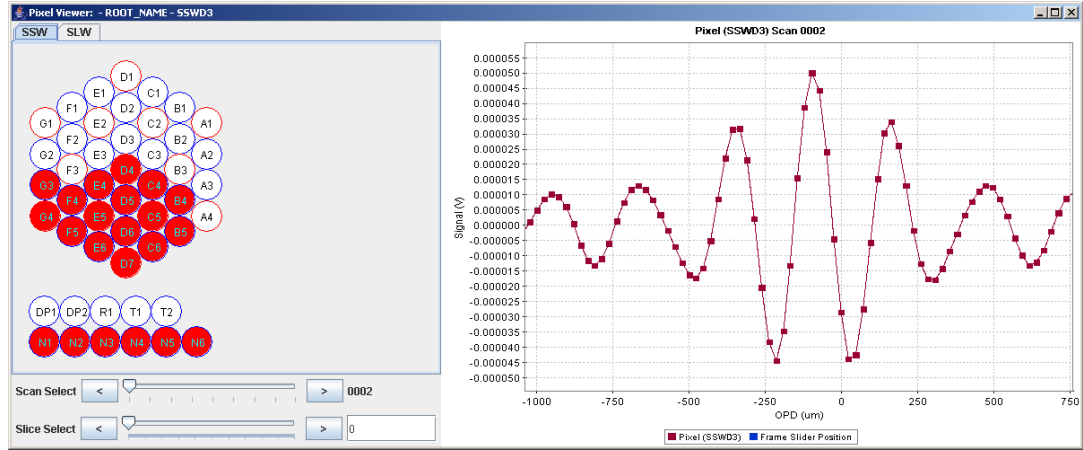 Pixel Viewer: - ROOT_NAME - SSWD3
SSW SLW
D1
E1 C1
F1 D2 B1
G1 E2 C2 A1
F2 D3 B2
G2 E3 C3 A2
F3 D4 B3
G3 E4 C4 A3
F4 D5 B4
G4 E5 C5 A4
F5 D6 B5
E6 C6
D7
DP1 DP2 R1 T1 T2
N1 N2 N3 N4 N5 N6
Scan Select < > 0002
Slice Select < > 0
Pixel (SSWD3) Scan 0002
0.000055
0.000050
0.000045
0.000040
0.000035
0.000030
0.000025
0.000020
0.000015
0.000010
0.000005
-0.000000
-0.000005
-0.000010
-0.000015
-0.000020
-0.000025
-0.000030
-0.000035
-0.000040
-0.000045
-0.000050
Signal (V)
-1000 -750 -500 -250 0 250 500 750
OPD (um)
Pixel (SSWD3) Frame Slider Position